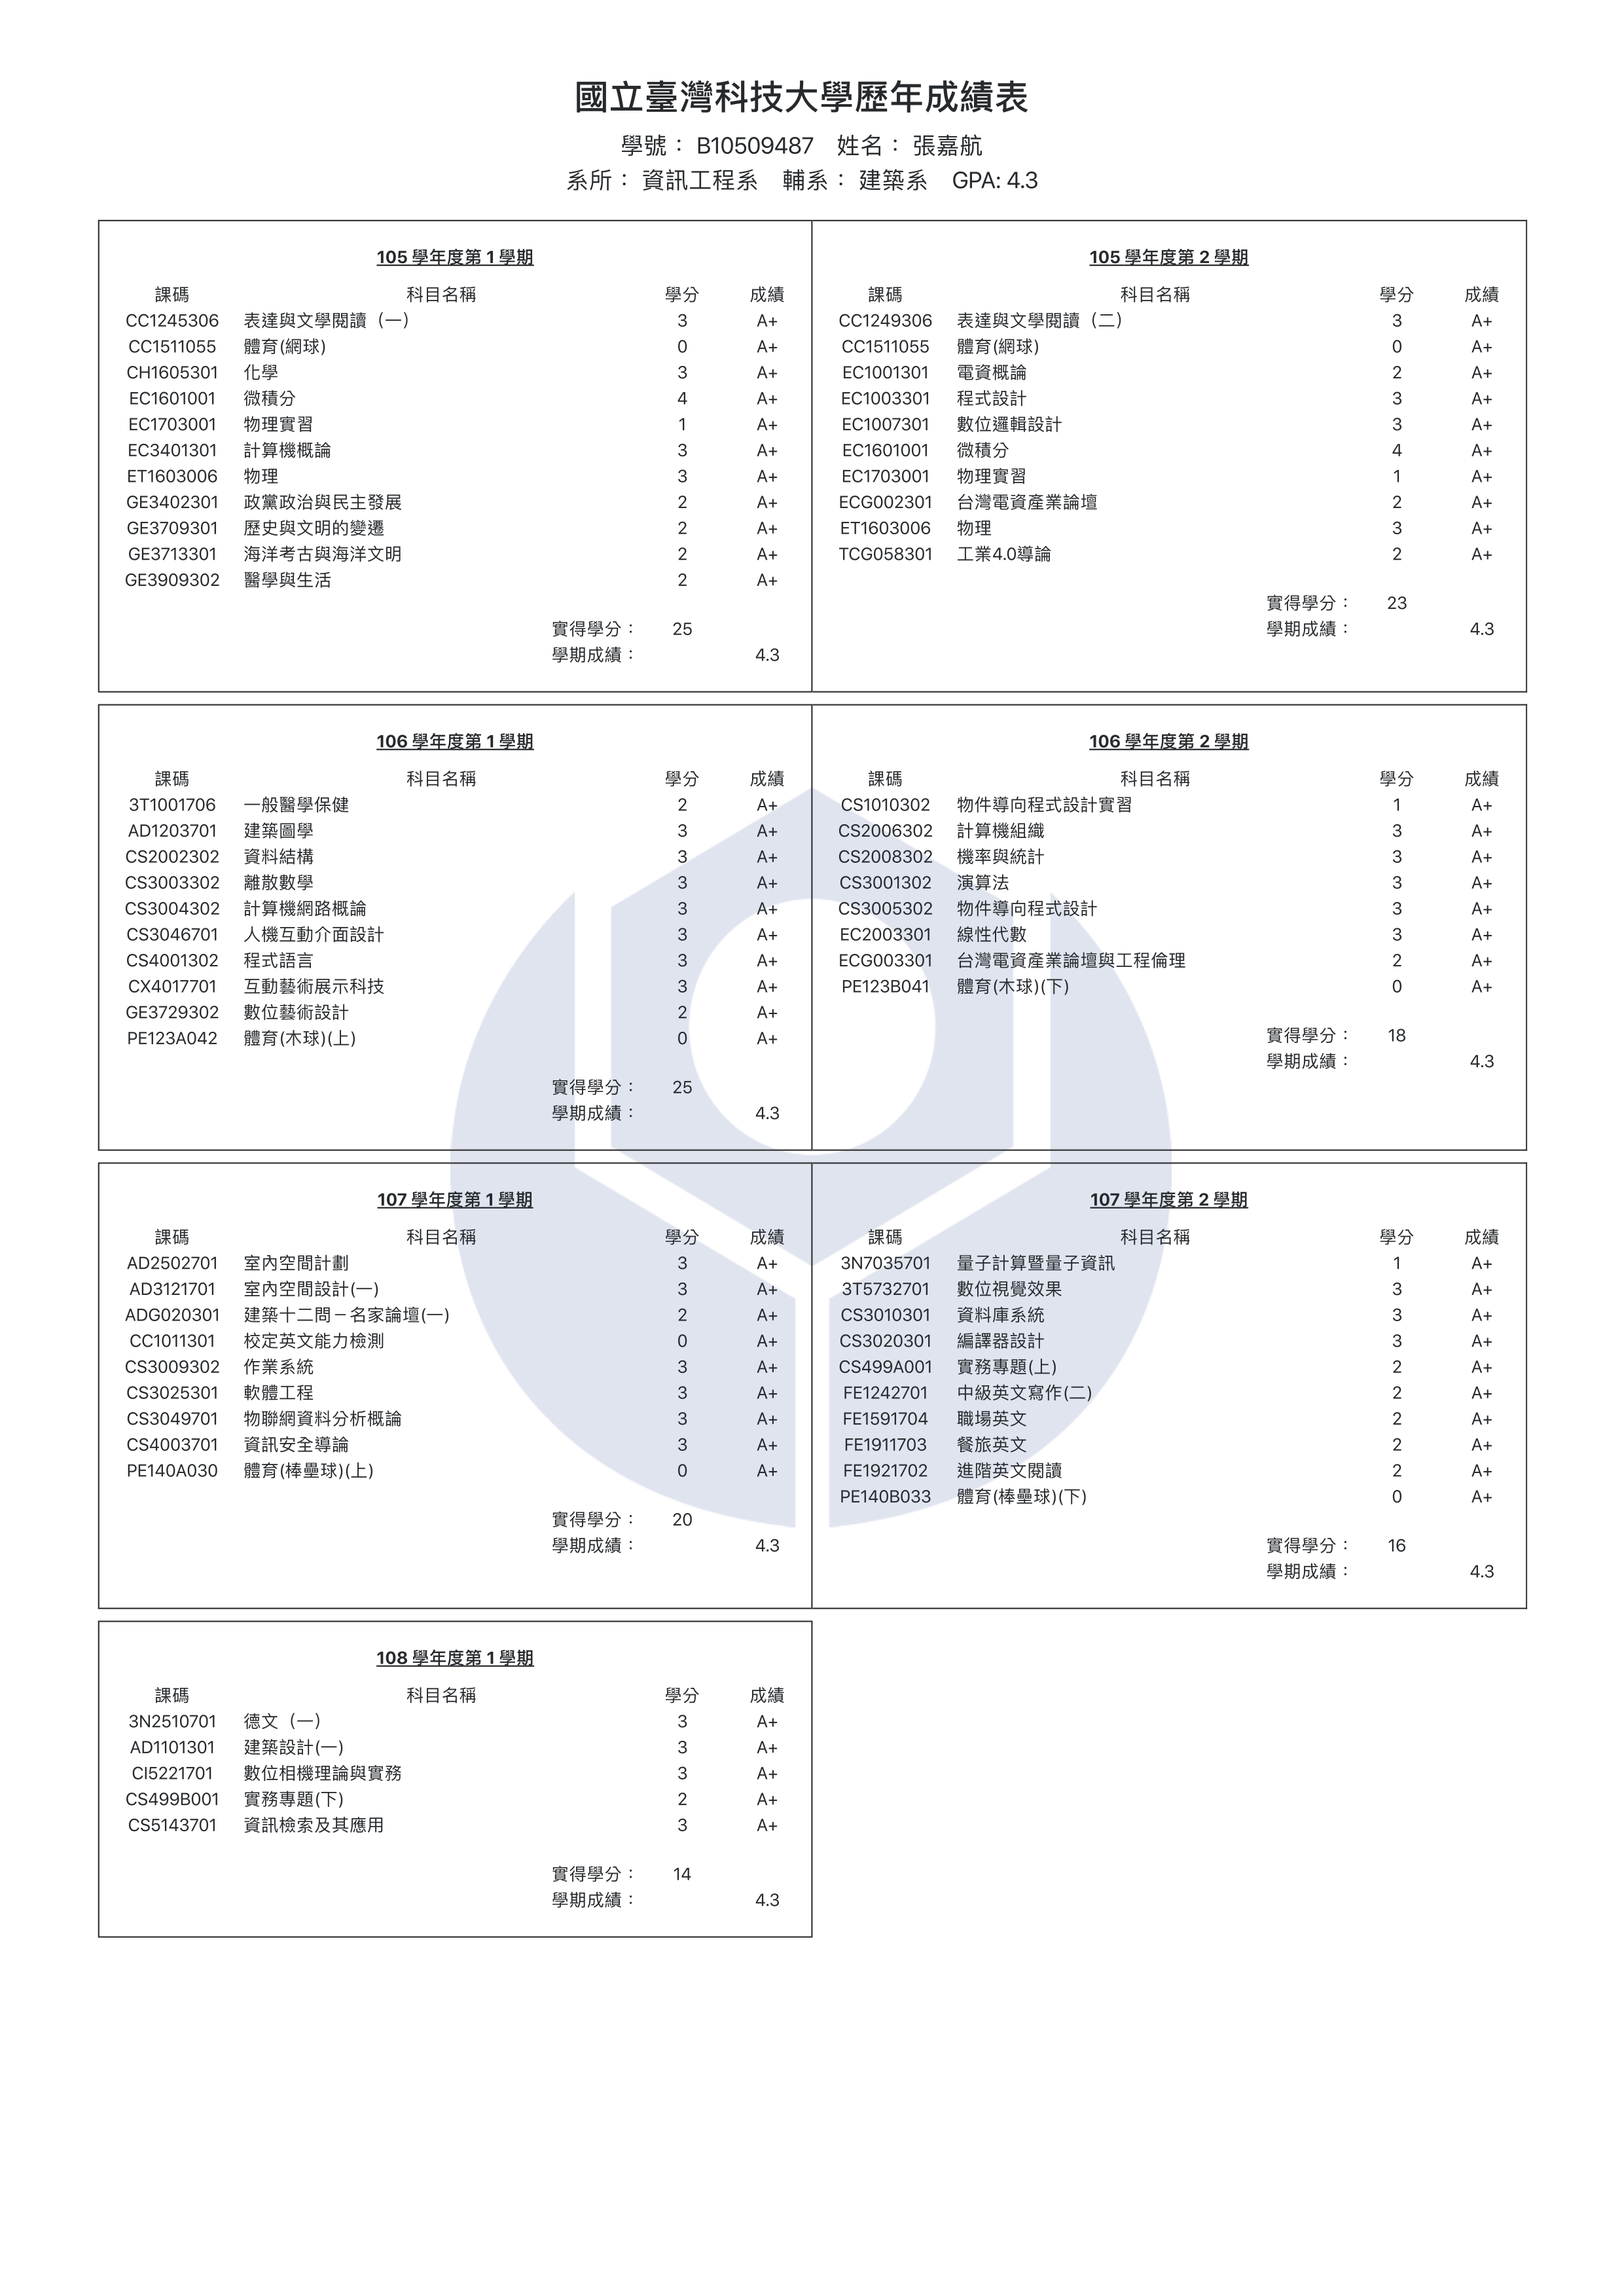 國立臺灣科技大學歷年成績表
學號： B10509487 姓名： 張嘉航
系所： 資訊工程系 輔系： 建築系 GPA: 4.3
105 學年度第 1 學期
課碼 科目名稱 學分 成績
CC1245306 表達與文學閱讀（一） 3 A+
CC1511055 體育(網球) 0 A+
CH1605301 化學 3 A+
EC1601001 微積分 4 A+
EC1703001 物理實習 1 A+
EC3401301 計算機概論 3 A+
ET1603006 物理 3 A+
GE3402301 政黨政治與民主發展 2 A+
GE3709301 歷史與文明的變遷 2 A+
GE3713301 海洋考古與海洋文明 2 A+
GE3909302 醫學與生活 2 A+
實得學分： 25
學期成績： 4.3
105 學年度第 2 學期
課碼 科目名稱 學分 成績
CC1249306 表達與文學閱讀（二） 3 A+
CC1511055 體育(網球) 0 A+
EC1001301 電資概論 2 A+
EC1003301 程式設計 3 A+
EC1007301 數位邏輯設計 3 A+
EC1601001 微積分 4 A+
EC1703001 物理實習 1 A+
ECG002301 台灣電資產業論壇 2 A+
ET1603006 物理 3 A+
TCG058301 工業4.0導論 2 A+
實得學分： 23
學期成績： 4.3
106 學年度第 1 學期
課碼 科目名稱 學分 成績
3T1001706 一般醫學保健 2 A+
AD1203701 建築圖學 3 A+
CS2002302 資料結構 3 A+
CS3003302 離散數學 3 A+
CS3004302 計算機網路概論 3 A+
CS3046701 人機互動介面設計 3 A+
CS4001302 程式語言 3 A+
CX4017701 互動藝術展示科技 3 A+
GE3729302 數位藝術設計 2 A+
PE123A042 體育(木球)(上) 0 A+
實得學分： 25
學期成績： 4.3
106 學年度第 2 學期
課碼 科目名稱 學分 成績
CS1010302 物件導向程式設計實習 1 A+
CS2006302 計算機組織 3 A+
CS2008302 機率與統計 3 A+
CS3001302 演算法 3 A+
CS3005302 物件導向程式設計 3 A+
EC2003301 線性代數 3 A+
ECG003301 台灣電資產業論壇與工程倫理 2 A+
PE123B041 體育(木球)(下) 0 A+
實得學分： 18
學期成績： 4.3
107 學年度第 1 學期
課碼 科目名稱 學分 成績
AD2502701 室內空間計劃 3 A+
AD3121701 室內空間設計(一) 3 A+
ADG020301 建築十二問－名家論壇(一) 2 A+
CC1011301 校定英文能力檢測 0 A+
CS3009302 作業系統 3 A+
CS3025301 軟體工程 3 A+
CS3049701 物聯網資料分析概論 3 A+
CS4003701 資訊安全導論 3 A+
PE140A030 體育(棒壘球)(上) 0 A+
實得學分： 20
學期成績： 4.3
107 學年度第 2 學期
課碼 科目名稱 學分 成績
3N7035701 量子計算暨量子資訊 1 A+
3T5732701 數位視覺效果 3 A+
CS3010301 資料庫系統 3 A+
CS3020301 編譯器設計 3 A+
CS499A001 實務專題(上) 2 A+
FE1242701 中級英文寫作(二) 2 A+
FE1591704 職場英文 2 A+
FE1911703 餐旅英文 2 A+
FE1921702 進階英文閱讀 2 A+
PE140B033 體育(棒壘球)(下) 0 A+
實得學分： 16
學期成績： 4.3
108 學年度第 1 學期
課碼 科目名稱 學分 成績
3N2510701 德文（一） 3 A+
AD1101301 建築設計(一) 3 A+
CI5221701 數位相機理論與實務 3 A+
CS499B001 實務專題(下) 2 A+
CS5143701 資訊檢索及其應用 3 A+
實得學分： 14
學期成績： 4.3